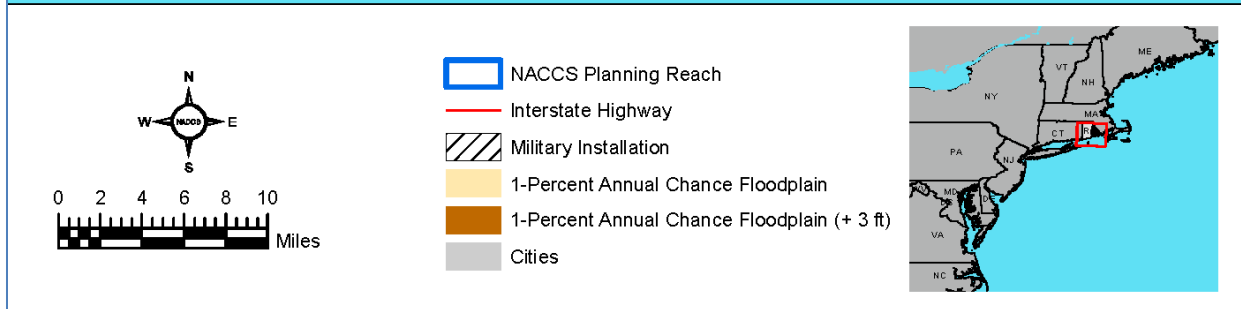 N
W NACCS E
S
0 2 4 6 8 10
Miles
NACCS Planning Reach
Interstate Highway
Military Installation
1-Percent Annual Chance Floodplain
1-Percent Annual Chance Floodplain (+ 3 ft)
Cities
ME
VT
NH
NY
MA
CT
PA
NJ
MD
DE
VA
NC